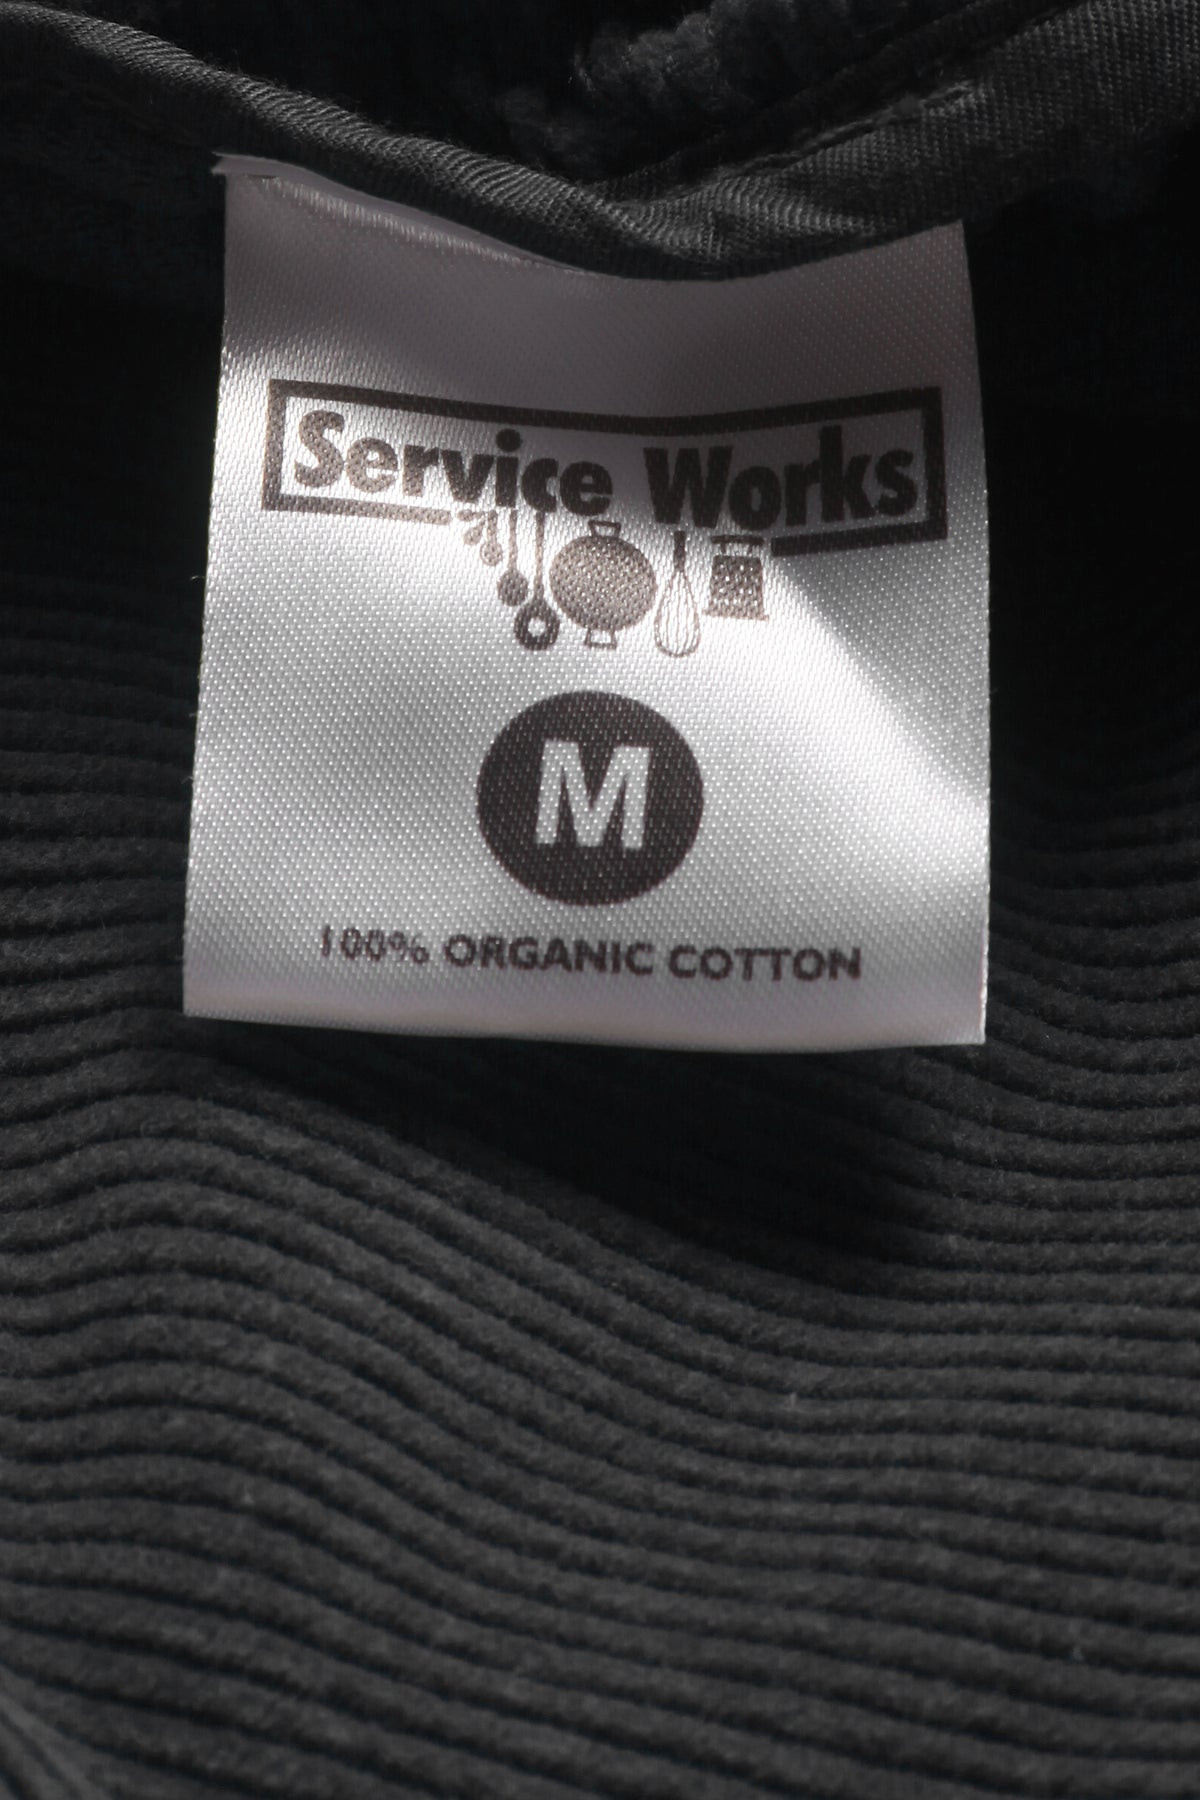 Service Works
M
100% ORGANIC COTTON